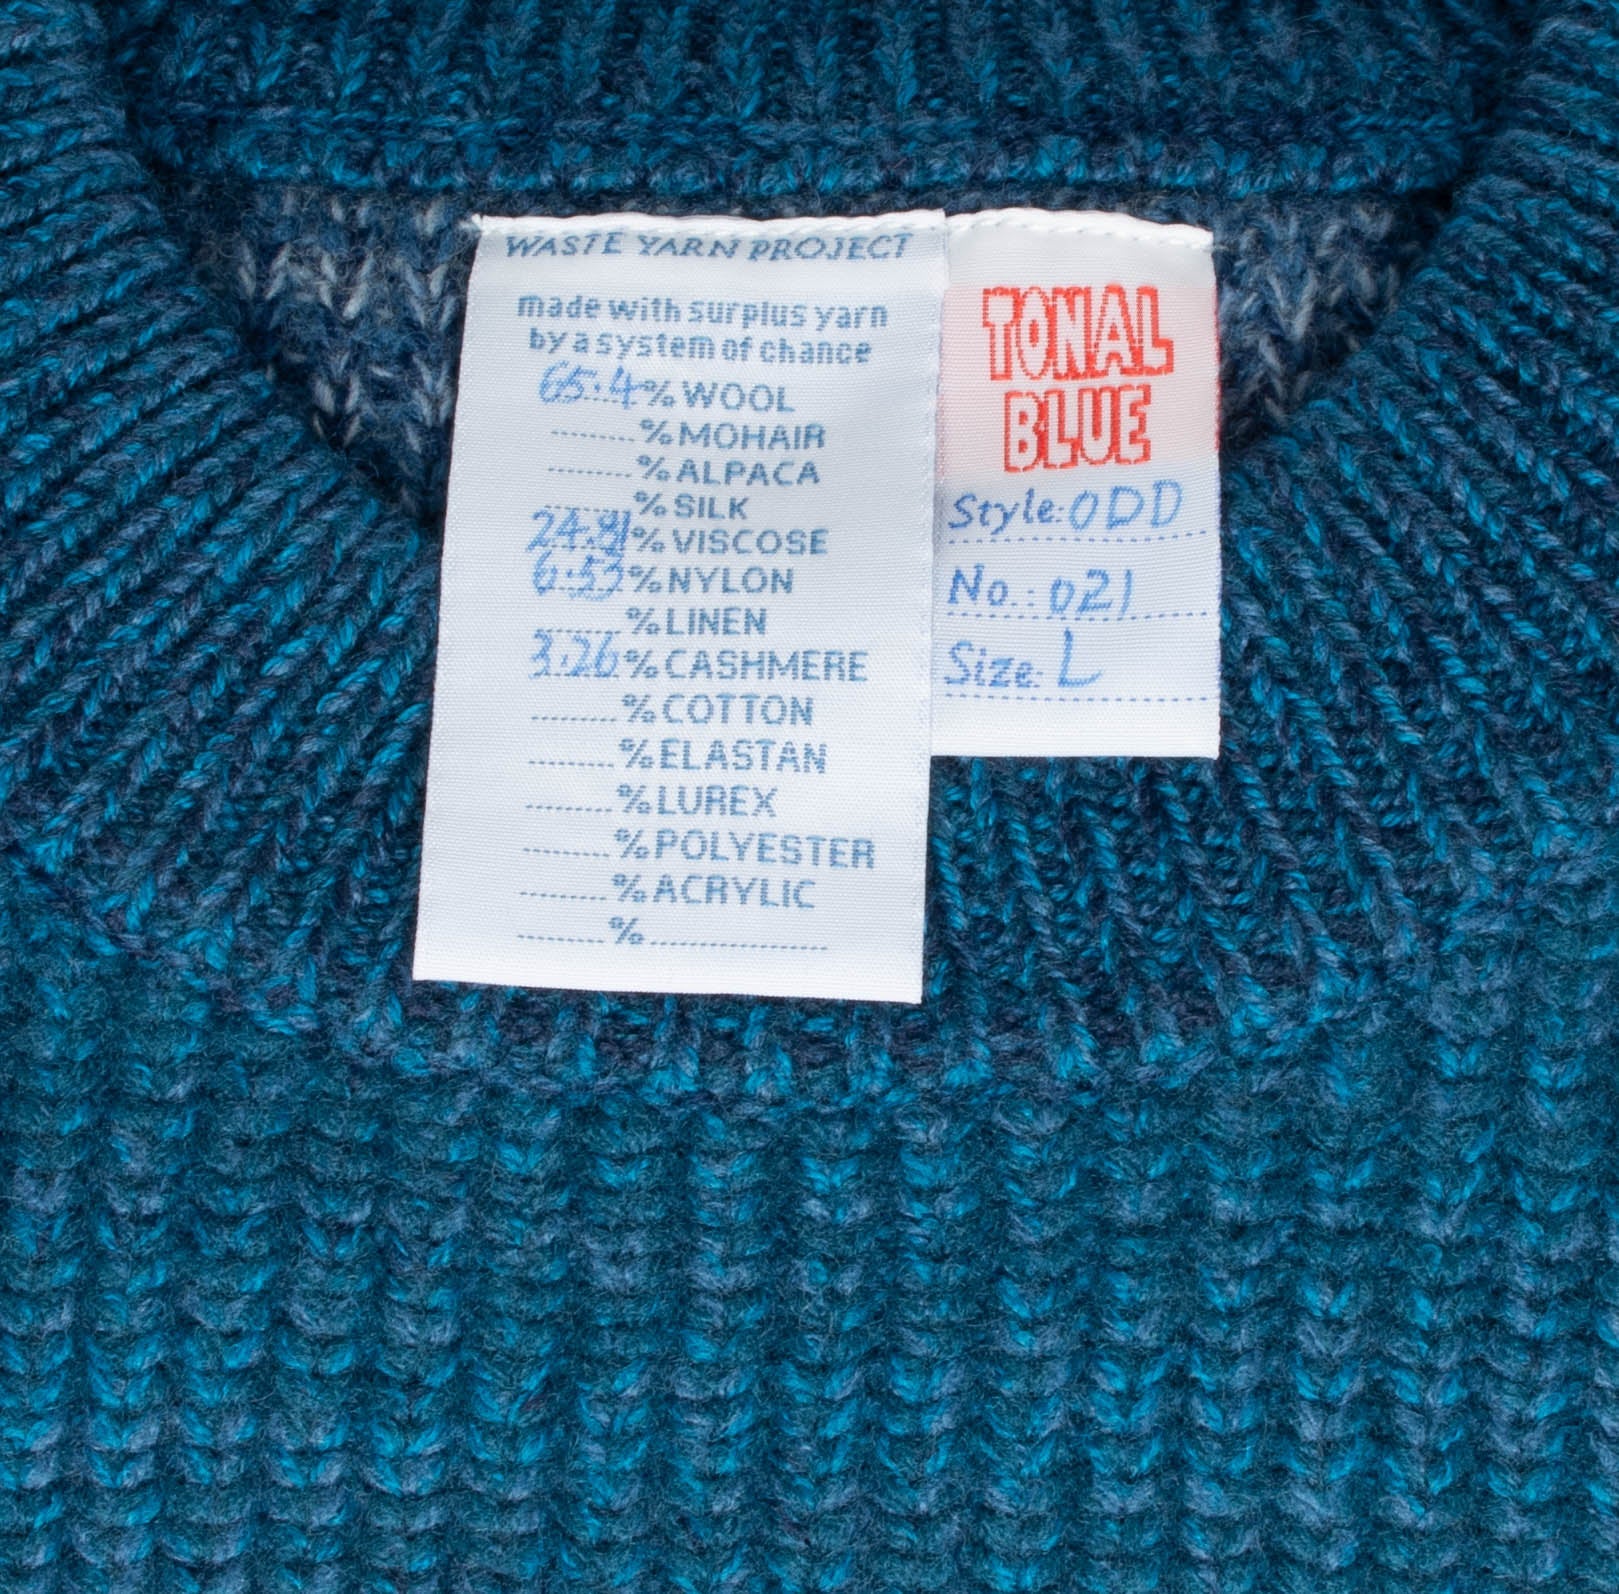 WASTE YARN PROJECT
made with surplus yarn
by a system of chance
65.4% WOOL
.........% MOHAIR
.........% ALPACA
.........% SILK
24.81% VISCOSE
6.53% NYLON
.........% LINEN
3.26% CASHMERE
.........% COTTON
.........% ELASTAN
.........% LUREX
.........% POLYESTER
.........% ACRYLIC
.........% ....................
TONAL
BLUE
Style: ODD
No.: 021
Size: L